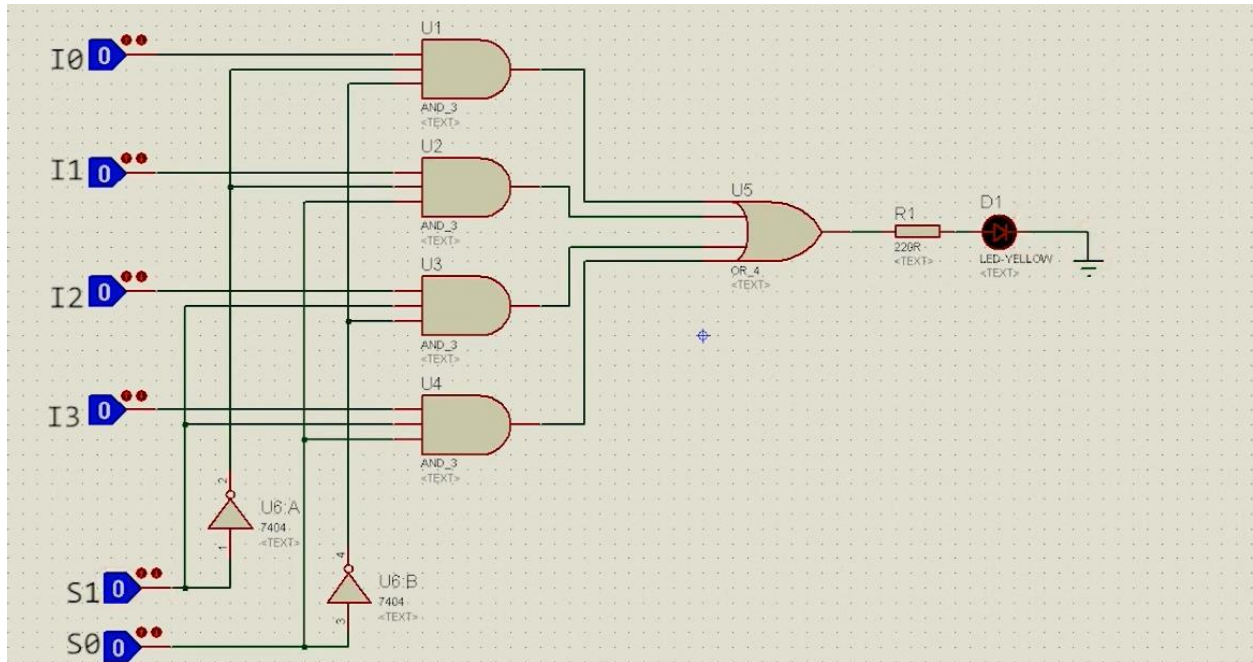 I0 0
U1
AND_3
<TEXT>
I1 0
U2
AND_3
<TEXT>
I2 0
U3
AND_3
<TEXT>
I3 0
U4
AND_3
<TEXT>
U5
OR_4
<TEXT>
R1
220R
<TEXT>
D1
LED-YELLOW
<TEXT>
2
U6:A
7404
<TEXT>
1
S1 0
4
U6:B
7404
<TEXT>
3
S0 0